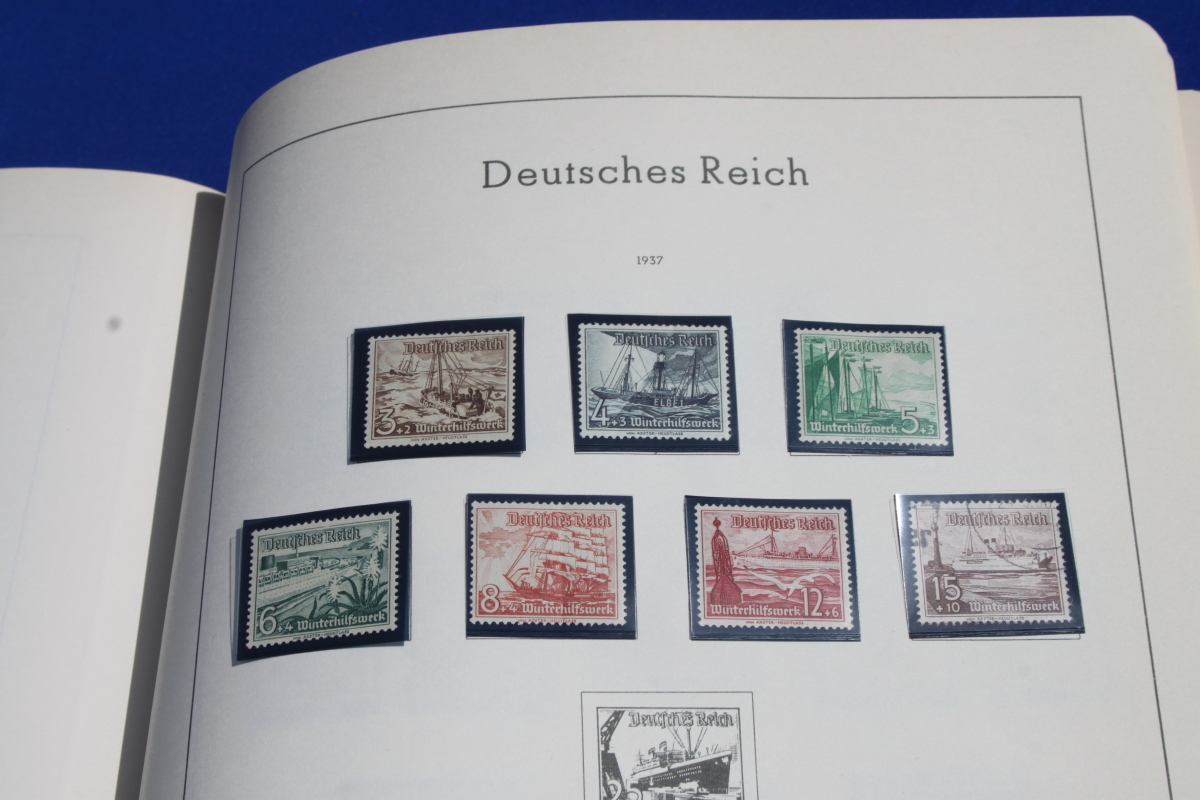 Deutsches Reich
1937
Deutsches Reich
3+2 Winterhilfswerk
Deutsches Reich
ELBE 1
4+3 Winterhilfswerk
Deutsches Reich
Winterhilfswerk 5+3
Deutsches Reich
6+4 Winterhilfswerk
Deutsches Reich
8+4 Winterhilfswerk
Deutsches Reich
Winterhilfswerk 12+6
Deutsches Reich
15
+10 Winterhilfswerk
Deutsches Reich